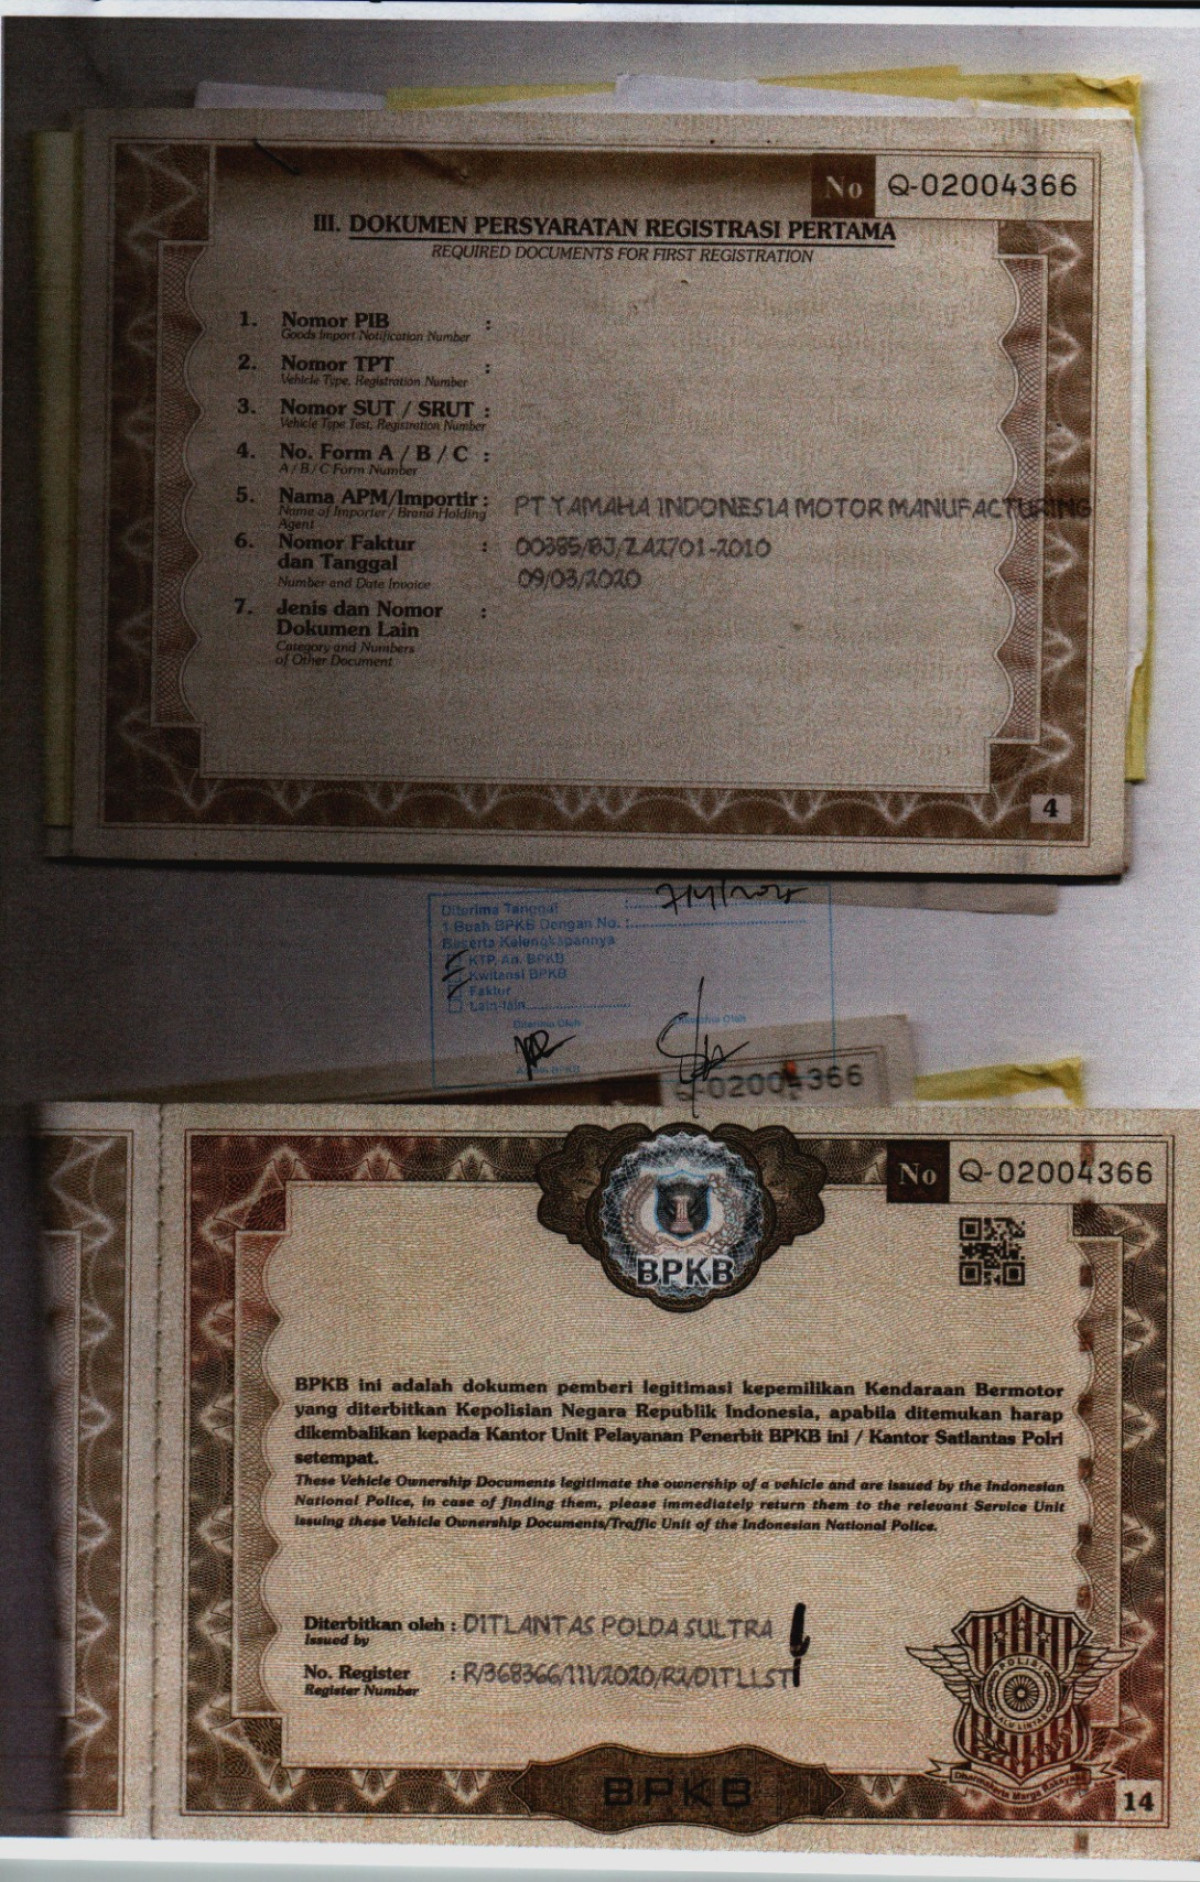 No Q-02004366
III. DOKUMEN PERSYARATAN REGISTRASI PERTAMA
REQUIRED DOCUMENTS FOR FIRST REGISTRATION
1. Nomor PIB :
Goods Import Notification Number
2. Nomor TPT :
Vehicle Type, Registration Number
3. Nomor SUT / SRUT :
Vehicle Type Test, Registration Number
4. No. Form A / B / C :
A / B / C Form Number
5. Nama APM/Importir : PT YAMAHA INDONESIA MOTOR MANUFACTURING
Name of Importer / Brand Holding
Agent
6. Nomor Faktur : 00385/BJ/ZA2701-2010
dan Tanggal 09/03/2020
Number and Date Invoice
7. Jenis dan Nomor :
Dokumen Lain
Category and Numbers
of Other Document
4
Diterima Tanggal :
1 Buah BPKB Dengan No. :
Beserta Kelengkapannya
KTP. An. BPKB
Kwitansi BPKB
Faktur
Lain-lain
Diterima Oleh
Q-02004366
No Q-02004366
BPKB
BPKB ini adalah dokumen pemberi legitimasi kepemilikan Kendaraan Bermotor
yang diterbitkan Kepolisian Negara Republik Indonesia, apabila ditemukan harap
dikembalikan kepada Kantor Unit Pelayanan Penerbit BPKB ini / Kantor Satlantas Polri
setempat.
These Vehicle Ownership Documents legitimate the ownership of a vehicle and are issued by the Indonesian
National Police, in case of finding them, please immediately return them to the relevant Service Unit
issuing these Vehicle Ownership Documents/Traffic Unit of the Indonesian National Police.
Diterbitkan oleh : DITLANTAS POLDA SULTRA
Issued by
No. Register : R/368366/III/2020/R2/DITLLST
Register Number
POLISI
LALU LINTAS
Dharmakerta Marga Raksyaka
BPKB
14